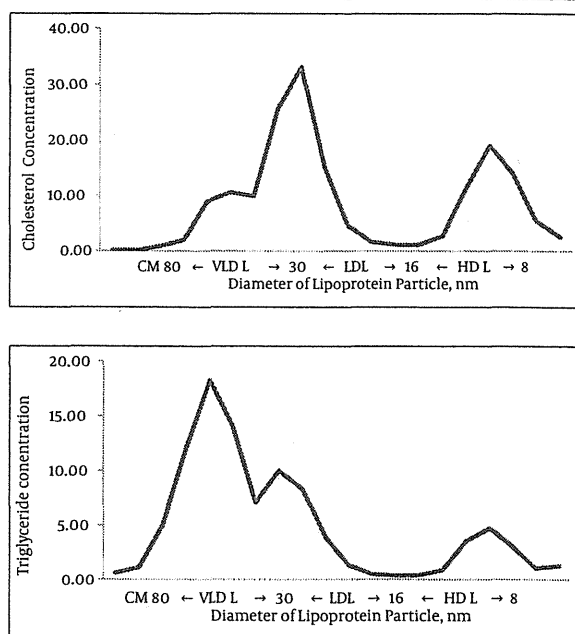 40.00
30.00
20.00
10.00
0.00
Cholesterol Concentration
CM 80 ← VLD L → 30 ← LDL → 16 ← HD L → 8
Diameter of Lipoprotein Particle, nm
20.00
15.00
10.00
5.00
0.00
Triglyceride conentration
CM 80 ← VLD L → 30 ← LDL → 16 ← HD L → 8
Diameter of Lipoprotein Particle, nm